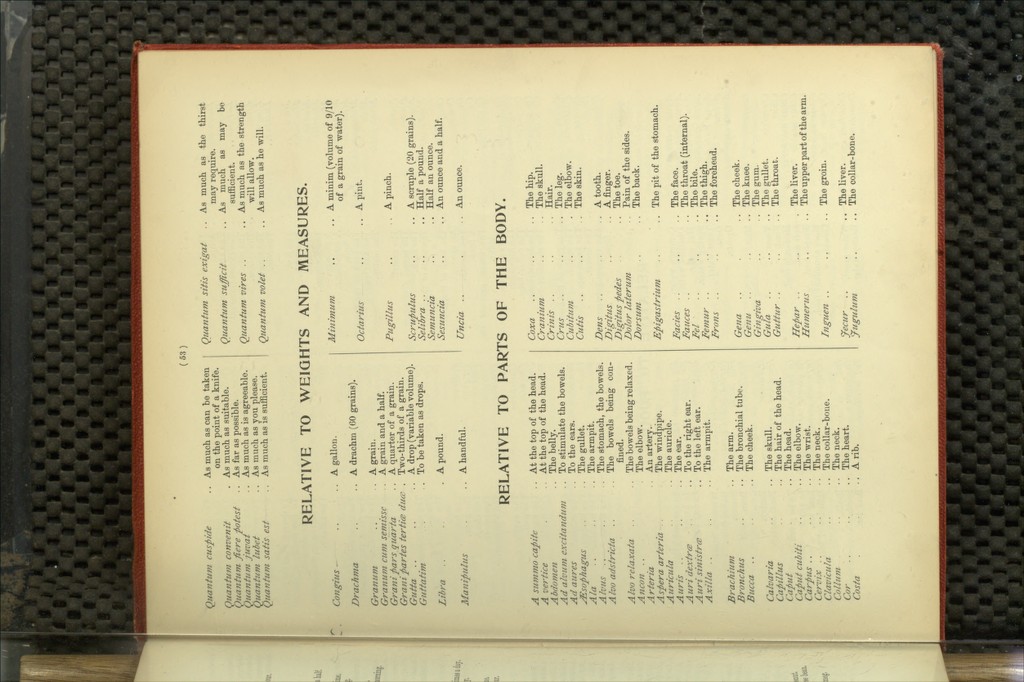 ( 53 )
Quantum cuspide .. As much as can be taken
on the point of a knife.
Quantum convenit .. As much as suitable.
Quantum fiere potest .. As far as possible.
Quantum juvat .. As much as is agreeable.
Quantum lubet .. As much as you please.
Quantum satis est .. As much as is sufficient.
Quantum sitis exigat .. As much as the thirst
may require.
Quantum sufficit .. As much as may be
sufficient.
Quantum vires .. .. As much as the strength
will allow.
Quantum volet .. .. As much as he will.
RELATIVE TO WEIGHTS AND MEASURES.
Congius .. .. A gallon.
Drachma .. .. A drachm (60 grains).
Granum .. .. A grain.
Granum cum semisse .. A grain and a half.
Grani pars quarta .. A quarter of a grain.
Grani partes tertiæ duæ .. Two-thirds of a grain.
Gutta .. .. A drop (variable volume).
Guttatim .. .. To be taken as drops.
Libra .. .. A pound.
Manipulus .. .. A handful.
Minimum .. .. A minim (volume of 9/10
of a grain of water).
Octarius .. .. A pint.
Pugillus .. .. A pinch.
Scrupulus .. .. A scruple (20 grains).
Selibra .. .. Half a pound.
Semuncia .. .. Half an ounce.
Sesuncia .. .. An ounce and a half.
Uncia .. .. An ounce.
RELATIVE TO PARTS OF THE BODY.
A summo capite .. At the top of the head.
A vertice .. .. At the top of the head.
Abdomen .. .. The belly.
Ad alvum excitandum .. To stimulate the bowels.
Ad aures .. .. To the ears.
Æsophagus .. .. The gullet.
Ala .. .. The armpit.
Alvus .. .. The stomach, the bowels.
Alvo adstricta .. The bowels being con-
fined.
Alvo relaxata .. The bowels being relaxed.
Ancon .. .. The elbow.
Arteria .. .. An artery.
Aspera arteria .. The windpipe.
Auricula .. .. The auricle.
Auris .. .. The ear.
Auri dextræ .. .. To the right ear.
Auri sinistræ .. .. To the left ear.
Axilla .. .. The armpit.
Brachium .. .. The arm.
Bronchus .. .. The bronchial tube.
Bucca .. .. The cheek.
Calvaria .. .. The skull.
Capillus .. .. The hair of the head.
Caput .. .. The head.
Caput cubiti .. .. The elbow.
Carpus .. .. The wrist.
Cervix .. .. The neck.
Clavicula .. .. The collar-bone.
Collum .. .. The neck.
Cor .. .. The heart.
Costa .. .. A rib.
Coxa .. .. The hip.
Cranium .. .. The skull.
Crinis .. .. Hair.
Crus .. .. The leg.
Cubitum .. .. The elbow.
Cutis .. .. The skin.
Dens .. .. A tooth.
Digitus .. .. A finger.
Digitus pedes .. The toe.
Dolor laterum .. Pain of the sides.
Dorsum .. .. The back.
Epigastrium .. .. The pit of the stomach.
Facies .. .. The face.
Fauces .. .. The throat (internal).
Fel .. .. The bile.
Femur .. .. The thigh.
Frons .. .. The forehead.
Gena .. .. The cheek.
Genu .. .. The knee.
Gingiva .. .. The gum.
Gula .. .. The gullet.
Guttur .. .. The throat.
Hepar .. .. The liver.
Humerus .. .. The upper part of the arm.
Inguen .. .. The groin.
Jecur .. .. The liver.
Jugulum .. .. The collar-bone.